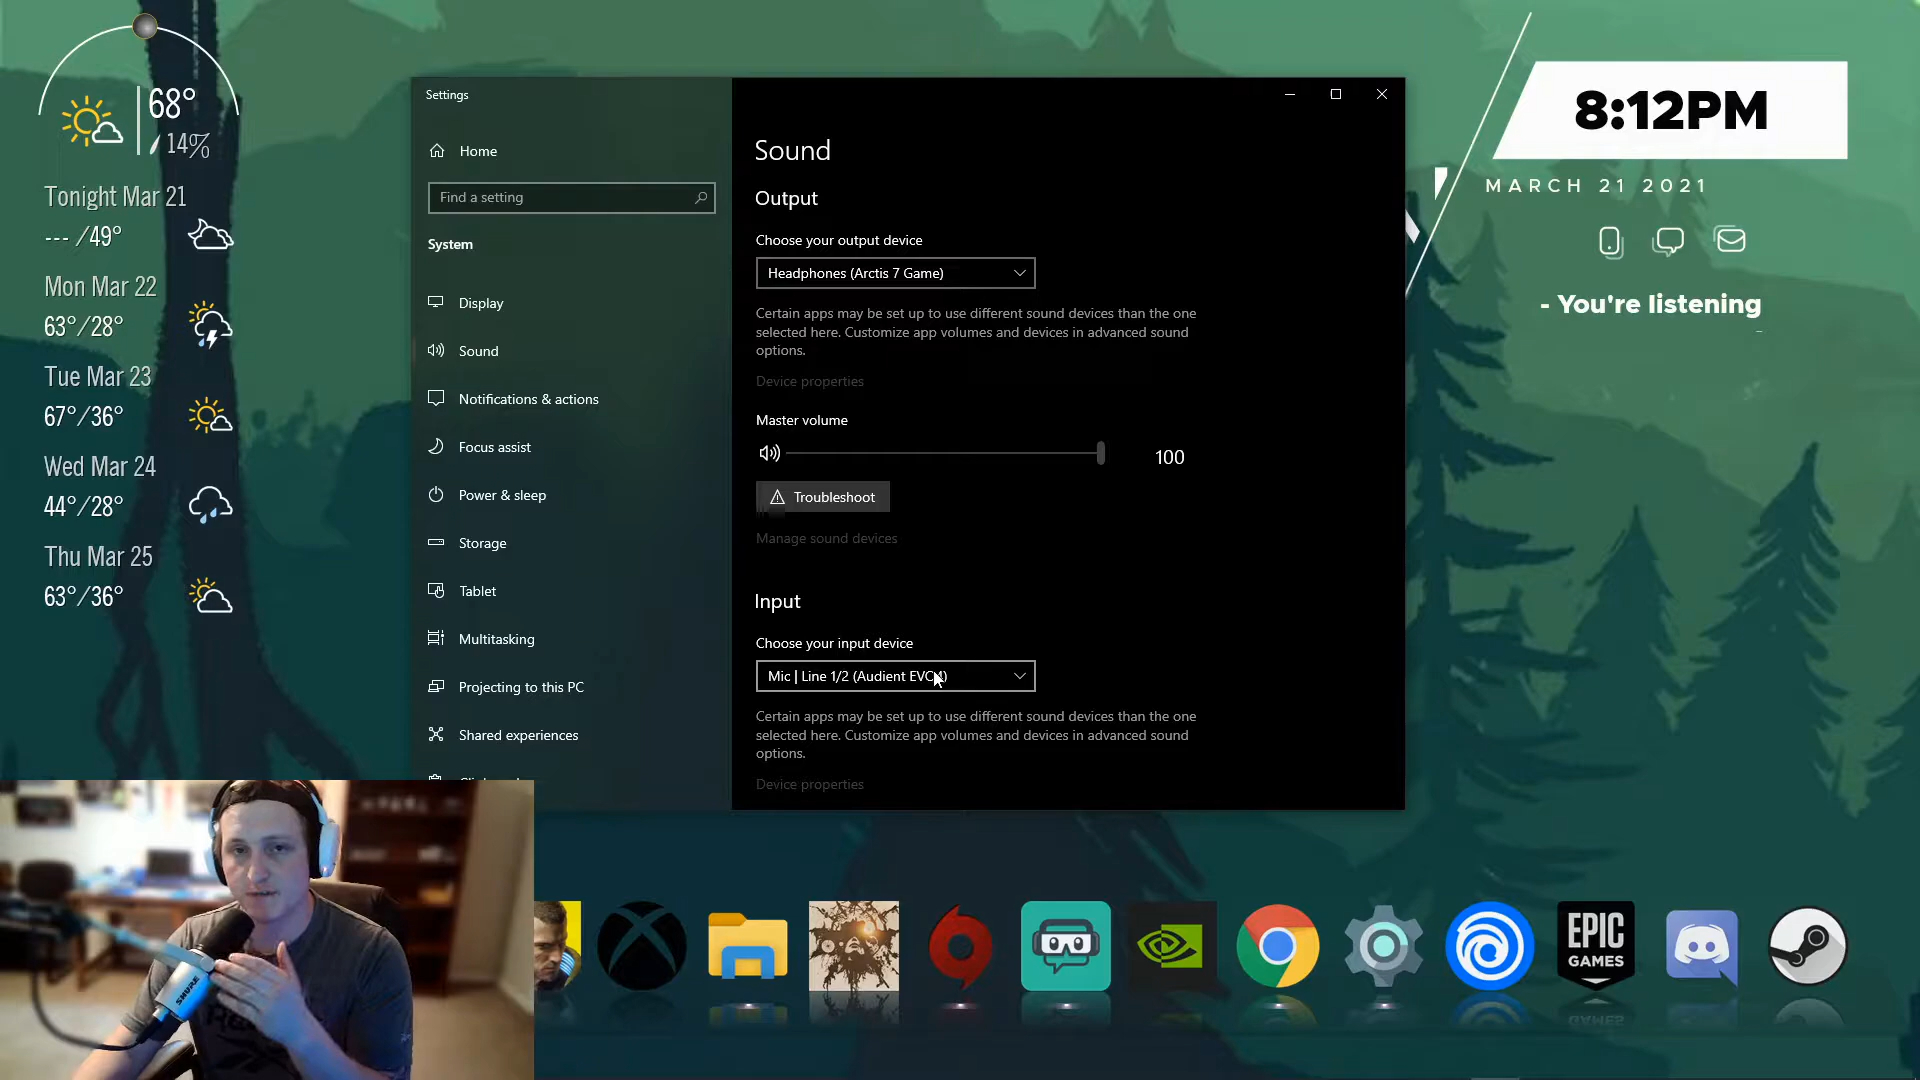 68°
14%
Tonight Mar 21
--- /49°
Mon Mar 22
63°/28°
Tue Mar 23
67°/36°
Wed Mar 24
44°/28°
Thu Mar 25
63°/36°
Settings
Home
Find a setting
System
Display
Sound
Notifications & actions
Focus assist
Power & sleep
Storage
Tablet
Multitasking
Projecting to this PC
Shared experiences
Sound
Output
Choose your output device
Headphones (Arctis 7 Game)
Certain apps may be set up to use different sound devices than the one
selected here. Customize app volumes and devices in advanced sound
options.
Device properties
Master volume
100
Troubleshoot
Manage sound devices
Input
Choose your input device
Mic | Line 1/2 (Audient EVO4)
Certain apps may be set up to use different sound devices than the one
selected here. Customize app volumes and devices in advanced sound
options.
Device properties
8:12PM
MARCH 21 2021
- You're listening
SHURE
EPIC
GAMES